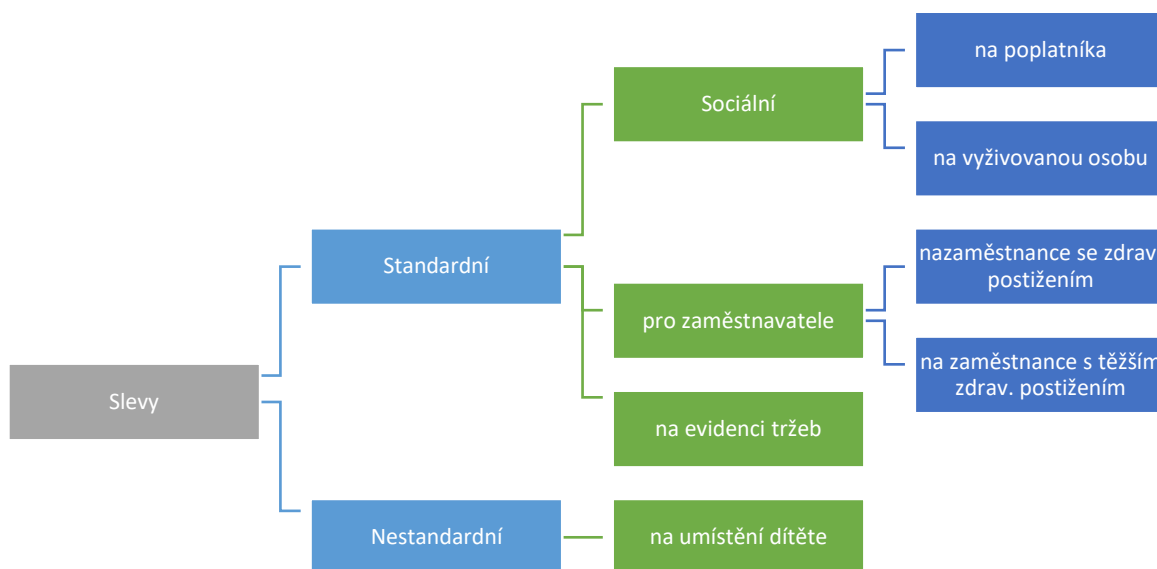 na poplatníka
Sociální
na vyživovanou osobu
Standardní
nazaměstnance se zdrav.
postižením
pro zaměstnavatele
na zaměstnance s těžším
zdrav. postižením
Slevy
na evidenci tržeb
Nestandardní
na umístění dítěte